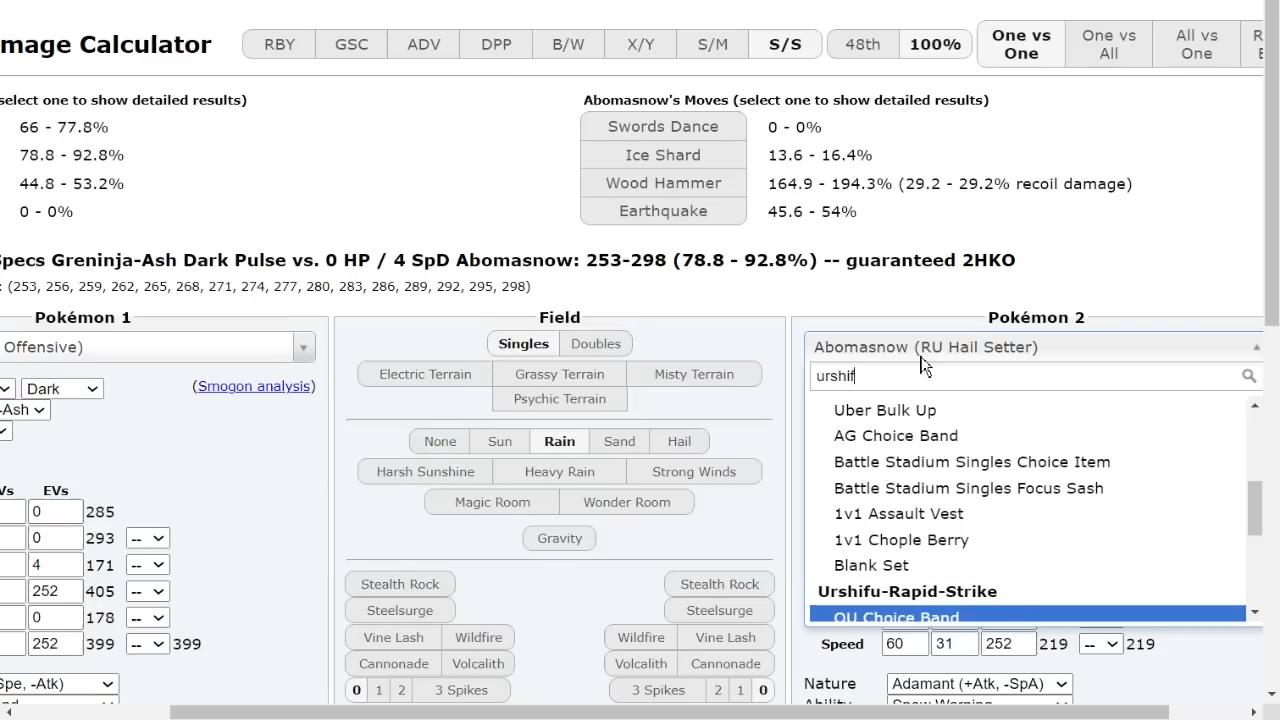 mage Calculator RBY GSC ADV DPP B/W X/Y S/M S/S 48th 100% One vs One One vs All All vs One
select one to show detailed results)
66 - 77.8%
78.8 - 92.8%
44.8 - 53.2%
0 - 0%
Abomasnow's Moves (select one to show detailed results)
Swords Dance 0 - 0%
Ice Shard 13.6 - 16.4%
Wood Hammer 164.9 - 194.3% (29.2 - 29.2% recoil damage)
Earthquake 45.6 - 54%
Specs Greninja-Ash Dark Pulse vs. 0 HP / 4 SpD Abomasnow: 253-298 (78.8 - 92.8%) -- guaranteed 2HKO
: (253, 256, 259, 262, 265, 268, 271, 274, 277, 280, 283, 286, 289, 292, 295, 298)
Pokémon 1
Offensive)
Dark (Smogon analysis)
-Ash
Vs EVs
0 285
0 293 --
4 171 --
252 405 --
0 178 --
252 399 -- 399
Spe, -Atk)
Field
Singles Doubles
Electric Terrain Grassy Terrain Misty Terrain
Psychic Terrain
None Sun Rain Sand Hail
Harsh Sunshine Heavy Rain Strong Winds
Magic Room Wonder Room
Gravity
Stealth Rock Stealth Rock
Steelsurge Steelsurge
Vine Lash Wildfire Wildfire Vine Lash
Cannonade Volcalith Volcalith Cannonade
0 1 2 3 Spikes 3 Spikes 2 1 0
Pokémon 2
Abomasnow (RU Hail Setter)
urshif
Uber Bulk Up
AG Choice Band
Battle Stadium Singles Choice Item
Battle Stadium Singles Focus Sash
1v1 Assault Vest
1v1 Chople Berry
Blank Set
Urshifu-Rapid-Strike
OU Choice Band
Speed 60 31 252 219 -- 219
Nature Adamant (+Atk, -SpA)
Ability Snow Warning